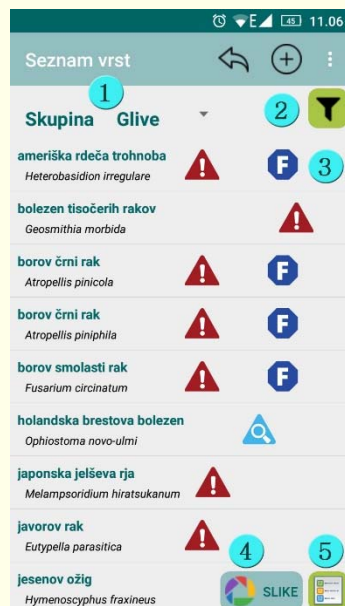 45 11.06
Seznam vrst
1
2
Skupina Glive
ameriška rdeča trohnoba
Heterobasidion irregulare
F
3
bolezen tisočerih rakov
Geosmithia morbida
borov črni rak
Atropellis pinicola
F
borov črni rak
Atropellis piniphila
F
borov smolasti rak
Fusarium circinatum
F
holandska brestova bolezen
Ophiostoma novo-ulmi
japonska jelševa rja
Melampsoridium hiratsukanum
javorov rak
Eutypella parasitica
4
5
jesenov ožig
Hymenoscyphus fraxineus
SLIKE